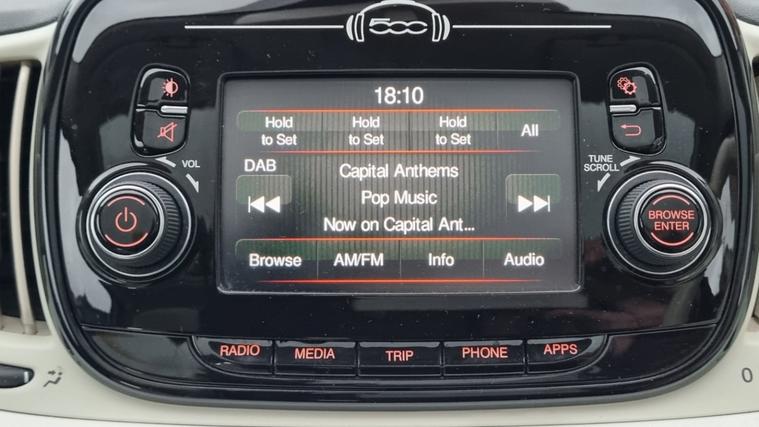 500
18:10
Hold to Set
Hold to Set
Hold to Set
All
VOL
TUNE
SCROLL
DAB
Capital Anthems
Pop Music
Now on Capital Ant...
BROWSE
ENTER
Browse
AM/FM
Info
Audio
RADIO
MEDIA
TRIP
PHONE
APPS
0